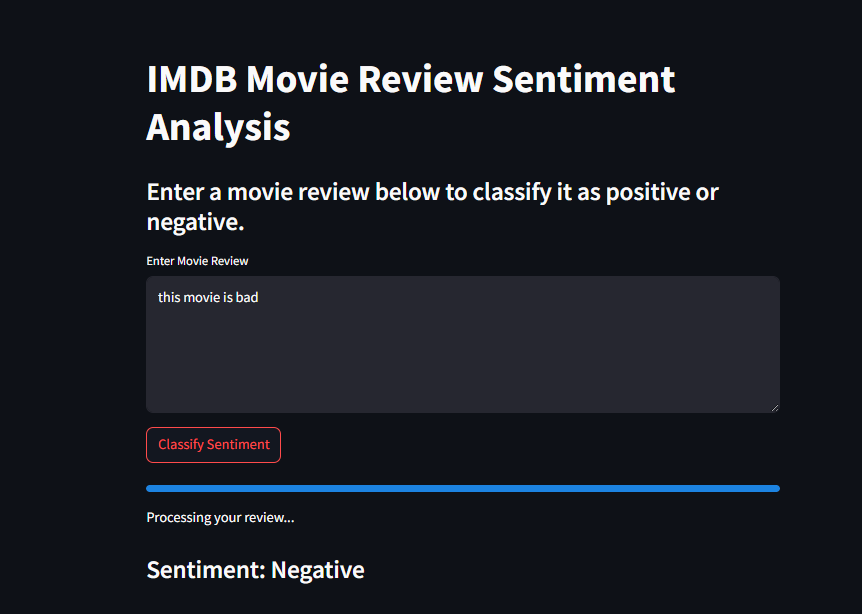 IMDB Movie Review Sentiment
Analysis
Enter a movie review below to classify it as positive or
negative.
Enter Movie Review
this movie is bad
Classify Sentiment
Processing your review...
Sentiment: Negative